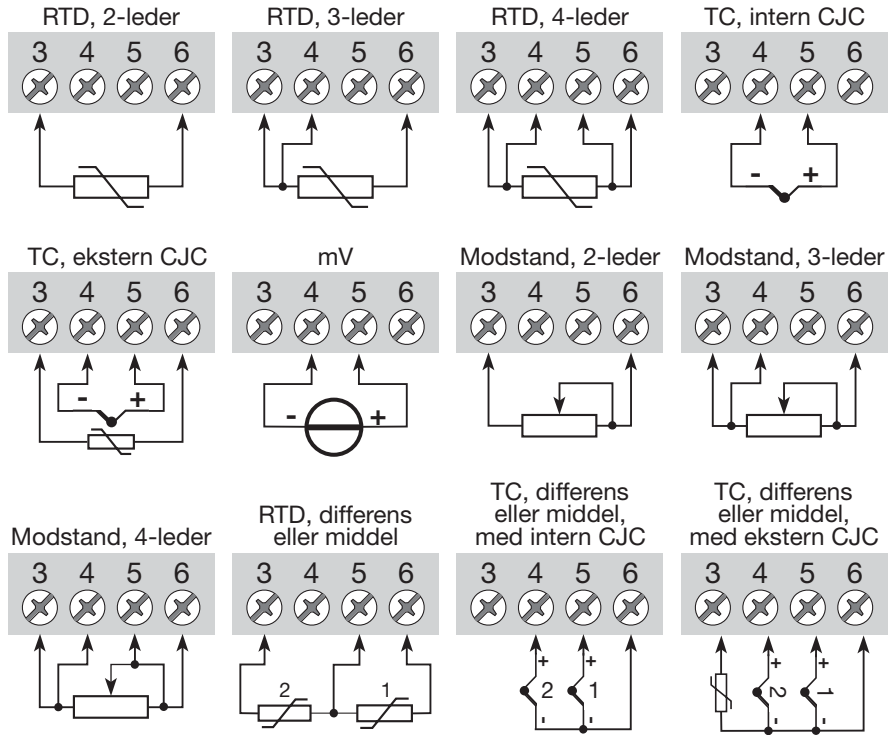 RTD, 2-leder
3 4 5 6
RTD, 3-leder
3 4 5 6
RTD, 4-leder
3 4 5 6
TC, intern CJC
3 4 5 6
- +
TC, ekstern CJC
3 4 5 6
- +
mV
3 4 5 6
- +
Modstand, 2-leder
3 4 5 6
Modstand, 3-leder
3 4 5 6
Modstand, 4-leder
3 4 5 6
RTD, differens
eller middel
3 4 5 6
2 1
TC, differens
eller middel,
med intern CJC
3 4 5 6
+ +
2 1
- -
TC, differens
eller middel,
med ekstern CJC
3 4 5 6
+ +
2 1
- -